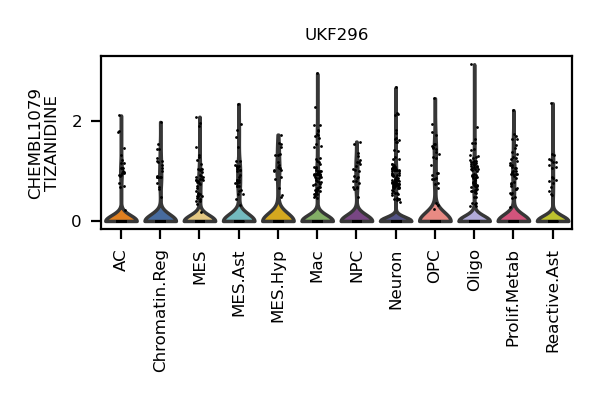 UKF296
CHEMBL1079
TIZANIDINE
2
0
AC
Chromatin.Reg
MES
MES.Ast
MES.Hyp
Mac
NPC
Neuron
OPC
Oligo
Prolif.Metab
Reactive.Ast